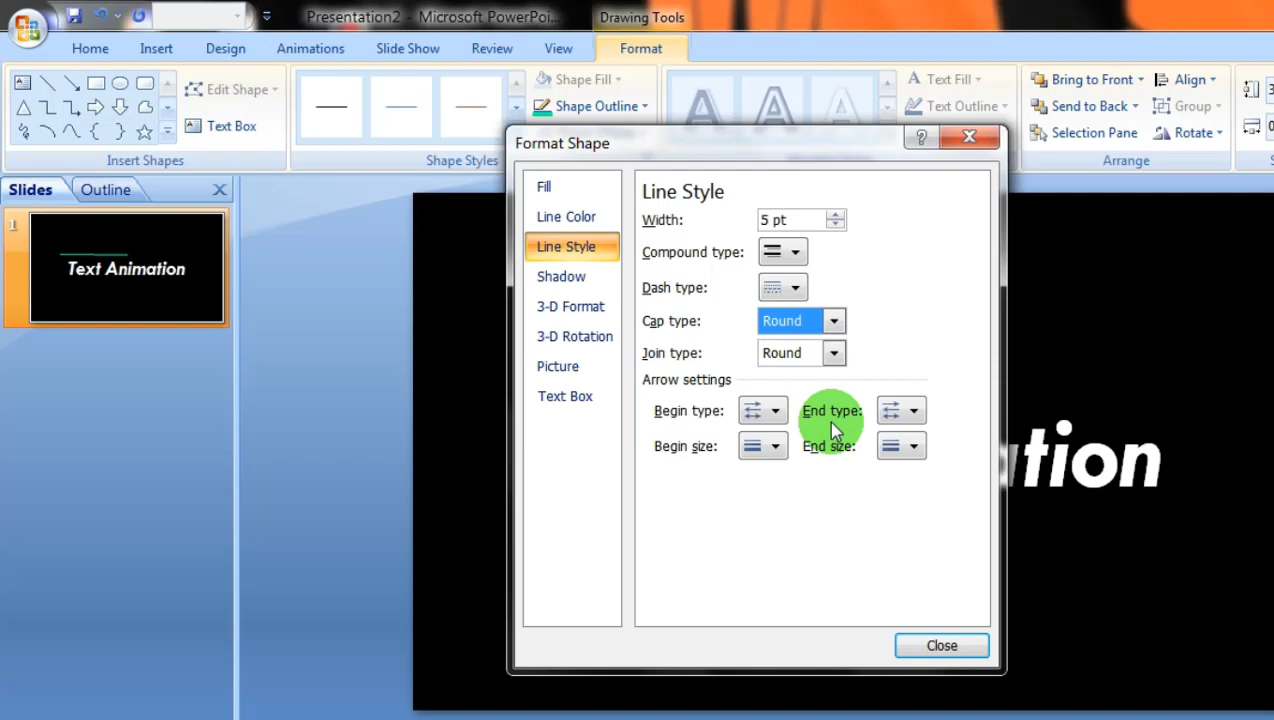 Presentation2 - Microsoft PowerPoi...
Drawing Tools
Home Insert Design Animations Slide Show Review View Format
Edit Shape
Text Box
Insert Shapes
Shape Fill
Shape Outline
Shape Styles
Text Fill
Text Outline
Bring to Front
Send to Back
Selection Pane
Align
Group
Rotate
Arrange
Slides Outline
1
Text Animation
Format Shape
Fill
Line Color
Line Style
Shadow
3-D Format
3-D Rotation
Picture
Text Box
Line Style
Width: 5 pt
Compound type:
Dash type:
Cap type: Round
Join type: Round
Arrow settings
Begin type: End type:
Begin size: End size:
Close
ation